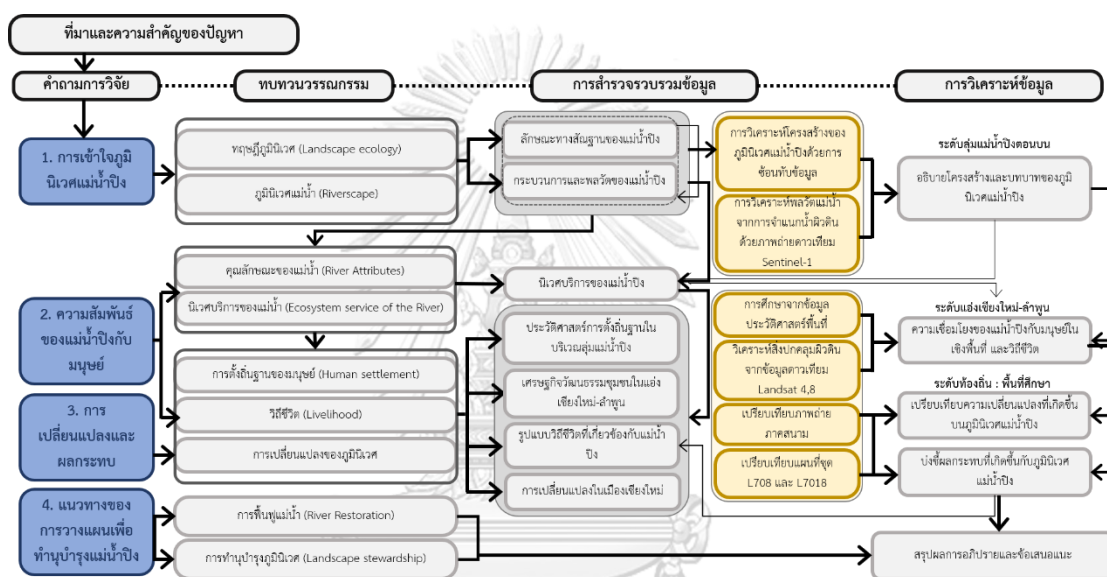 ที่มาและความสำคัญของปัญหา
คำถามการวิจัย
ทบทวนวรรณกรรม
การสำรวจรวบรวมข้อมูล
การวิเคราะห์ข้อมูล
1. การเข้าใจภูมิ
นิเวศแม่น้ำปิง
ทฤษฎีภูมินิเวศ (Landscape ecology)
ภูมินิเวศแม่น้ำ (Riverscape)
ลักษณะทางสัณฐานของแม่น้ำปิง
กระบวนการและพลวัตของแม่น้ำปิง
การวิเคราะห์โครงสร้างของ
ภูมินิเวศแม่น้ำปิงด้วยการ
ซ้อนทับข้อมูล
การวิเคราะห์พลวัตแม่น้ำ
จากการจำแนกน้ำผิวดิน
ด้วยภาพถ่ายดาวเทียม
Sentinel-1
ระดับลุ่มแม่น้ำปิงตอนบน
อธิบายโครงสร้างและบทบาทของภูมิ
นิเวศแม่น้ำปิง
2. ความสัมพันธ์
ของแม่น้ำปิงกับ
มนุษย์
คุณลักษณะของแม่น้ำ (River Attributes)
นิเวศบริการของแม่น้ำ (Ecosystem service of the River)
นิเวศบริการของแม่น้ำปิง
การศึกษาจากข้อมูล
ประวัติศาสตร์พื้นที่
วิเคราะห์สิ่งปกคลุมผิวดิน
จากข้อมูลดาวเทียม
Landsat 4,8
ระดับแอ่งเชียงใหม่-ลำพูน
ความเชื่อมโยงของแม่น้ำปิงกับมนุษย์ใน
เชิงพื้นที่ และวิถีชีวิต
3. การ
เปลี่ยนแปลงและ
ผลกระทบ
การตั้งถิ่นฐานของมนุษย์ (Human settlement)
วิถีชีวิต (Livelihood)
การเปลี่ยนแปลงของภูมินิเวศ
ประวัติศาสตร์การตั้งถิ่นฐานใน
บริเวณลุ่มแม่น้ำปิง
เศรษฐกิจวัฒนธรรมชุมชนในแอ่ง
เชียงใหม่-ลำพูน
รูปแบบวิถีชีวิตที่เกี่ยวข้องกับแม่น้ำ
ปิง
การเปลี่ยนแปลงในเมืองเชียงใหม่
เปรียบเทียบภาพถ่าย
ภาคสนาม
เปรียบเทียบแผนที่ชุด
L708 และ L7018
ระดับท้องถิ่น : พื้นที่ศึกษา
เปรียบเทียบความเปลี่ยนแปลงที่เกิดขึ้น
บนภูมินิเวศแม่น้ำปิง
บ่งชี้ผลกระทบที่เกิดขึ้นกับภูมินิเวศ
แม่น้ำปิง
4. แนวทางของ
การวางแผนเพื่อ
ทำนุบำรุงแม่น้ำปิง
การฟื้นฟูแม่น้ำ (River Restoration)
การทำนุบำรุงภูมินิเวศ (Landscape stewardship)
สรุปผลการอภิปรายและข้อเสนอแนะ